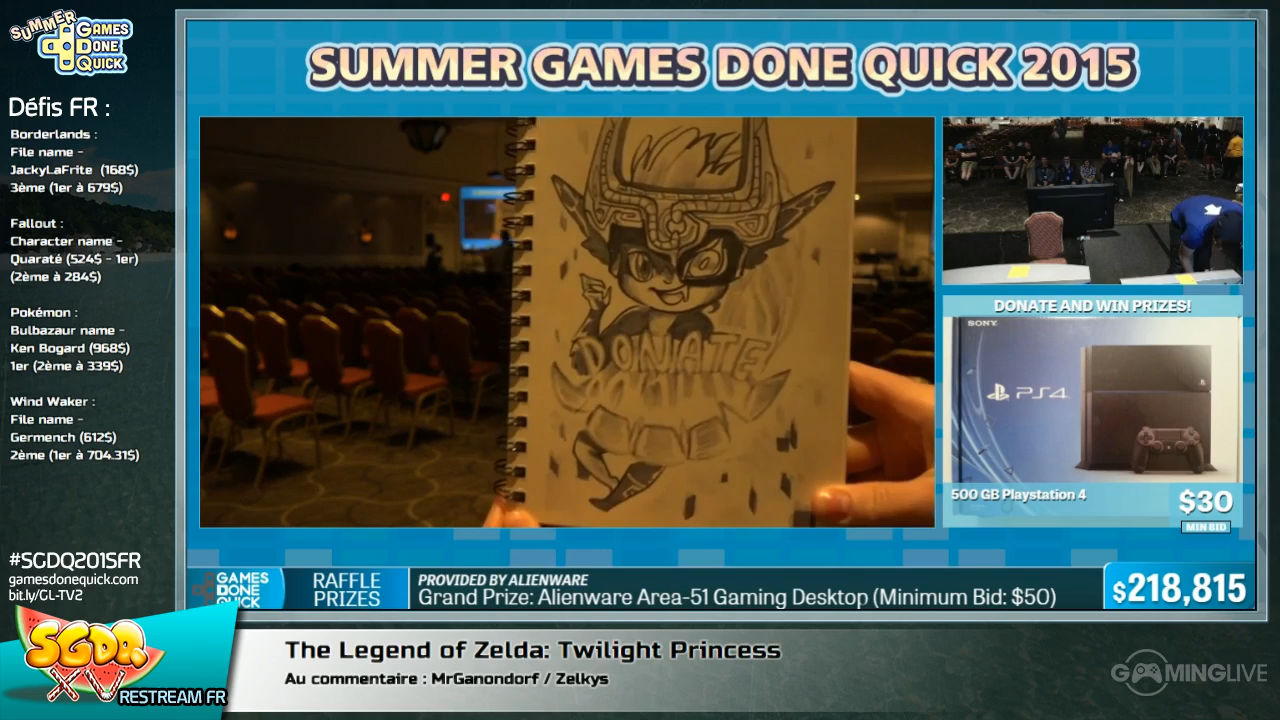 SUMMER
GAMES
DONE
QUICK
Défis FR :
Borderlands :
File name -
JackyLaFrite (168$)
3ème (1er à 679$)
Fallout :
Character name -
Quaraté (524$ - 1er)
(2ème à 284$)
Pokémon :
Bulbazaur name -
Ken Bogard (968$)
1er (2ème à 339$)
Wind Waker :
File name -
Germench (612$)
2ème (1er à 704.31$)
#SGDQ2015FR
gamesdonequick.com
bit.ly/GL-TV2
SGDQ
XV
RESTREAM FR
SUMMER GAMES DONE QUICK 2015
DONATE
DONATE AND WIN PRIZES!
SONY
PS4
500 GB Playstation 4
$30
MIN BID
GAMES
DONE
QUICK
RAFFLE
PRIZES
PROVIDED BY ALIENWARE
Grand Prize: Alienware Area-51 Gaming Desktop (Minimum Bid: $50)
$218,815
The Legend of Zelda: Twilight Princess
Au commentaire : MrGanondorf / Zelkys
GAMINGLIVE